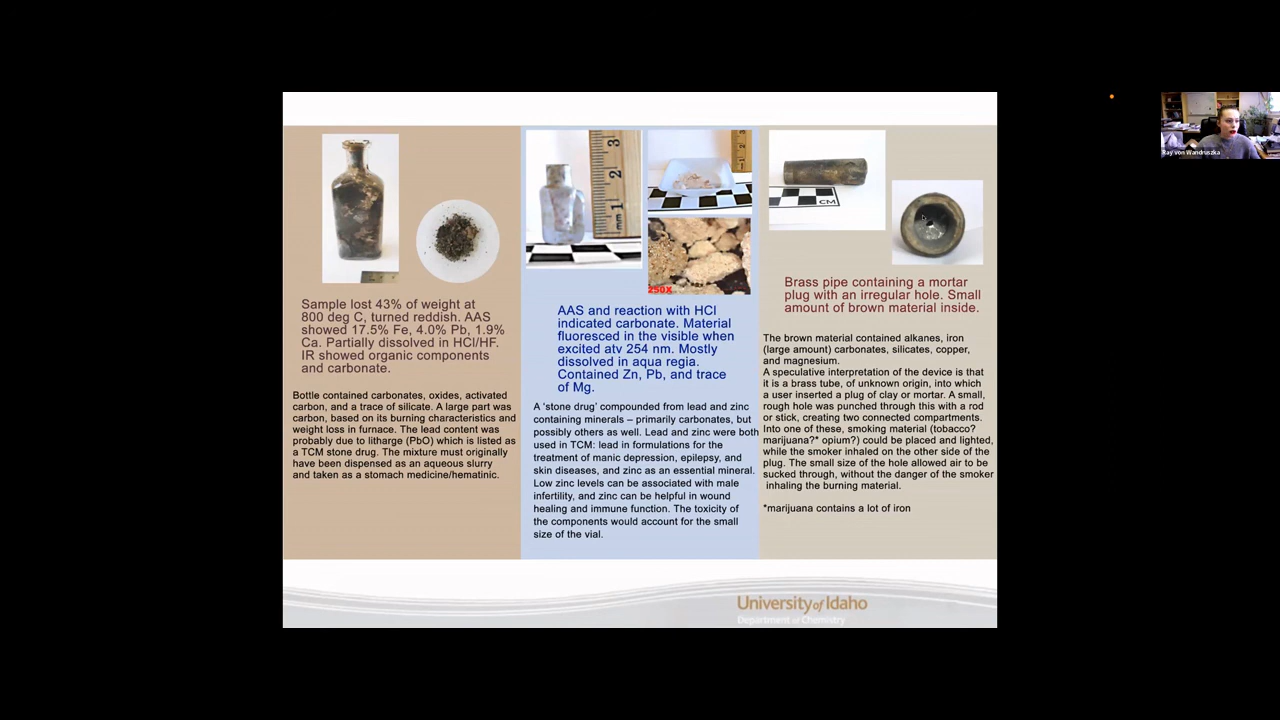 Sample lost 43% of weight at
800 deg C, turned reddish. AAS
showed 17.5% Fe, 4.0% Pb, 1.9%
Ca. Partially dissolved in HCl/HF.
IR showed organic components
and carbonate.
Bottle contained carbonates, oxides, activated
carbon, and a trace of silicate. A large part was
carbon, based on its burning characteristics and
weight loss in furnace. The lead content was
probably due to litharge (PbO) which is listed as
a TCM stone drug. The mixture must originally
have been dispensed as an aqueous slurry
and taken as a stomach medicine/hematinic.
1
2
3
mm
3
250X
AAS and reaction with HCl
indicated carbonate. Material
fluoresced in the visible when
excited atv 254 nm. Mostly
dissolved in aqua regia.
Contained Zn, Pb, and trace
of Mg.
A 'stone drug' compounded from lead and zinc
containing minerals – primarily carbonates, but
possibly others as well. Lead and zinc were both
used in TCM: lead in formulations for the
treatment of manic depression, epilepsy, and
skin diseases, and zinc as an essential mineral.
Low zinc levels can be associated with male
infertility, and zinc can be helpful in wound
healing and immune function. The toxicity of
the components would account for the small
size of the vial.
CM
Brass pipe containing a mortar
plug with an irregular hole. Small
amount of brown material inside.
The brown material contained alkanes, iron
(large amount) carbonates, silicates, copper,
and magnesium.
A speculative interpretation of the device is that
it is a brass tube, of unknown origin, into which
a user inserted a plug of clay or mortar. A small,
rough hole was punched through this with a rod
or stick, creating two connected compartments.
Into one of these, smoking material (tobacco?
marijuana?* opium?) could be placed and lighted,
while the smoker inhaled on the other side of the
plug. The small size of the hole allowed air to be
sucked through, without the danger of the smoker
inhaling the burning material.
*marijuana contains a lot of iron
University of Idaho
Department of Chemistry
Ray von Wandruszka